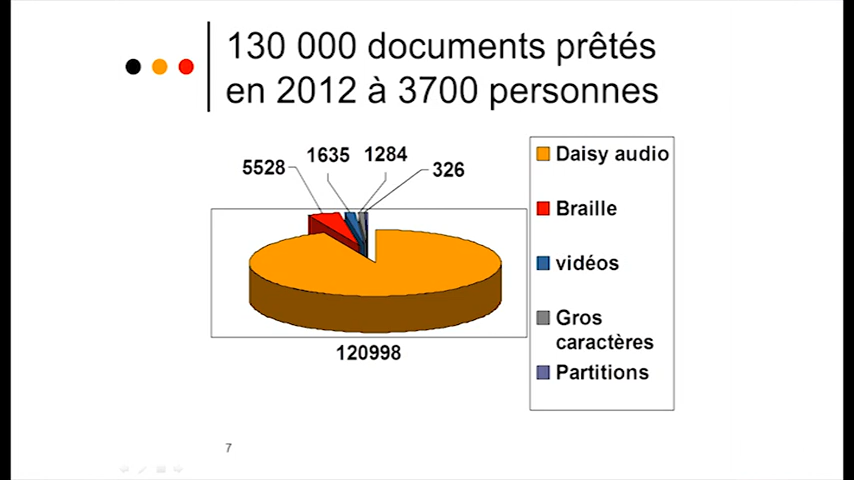 130 000 documents prêtés
en 2012 à 3700 personnes
5528
1635
1284
326
120998
Daisy audio
Braille
vidéos
Gros
caractères
Partitions
7